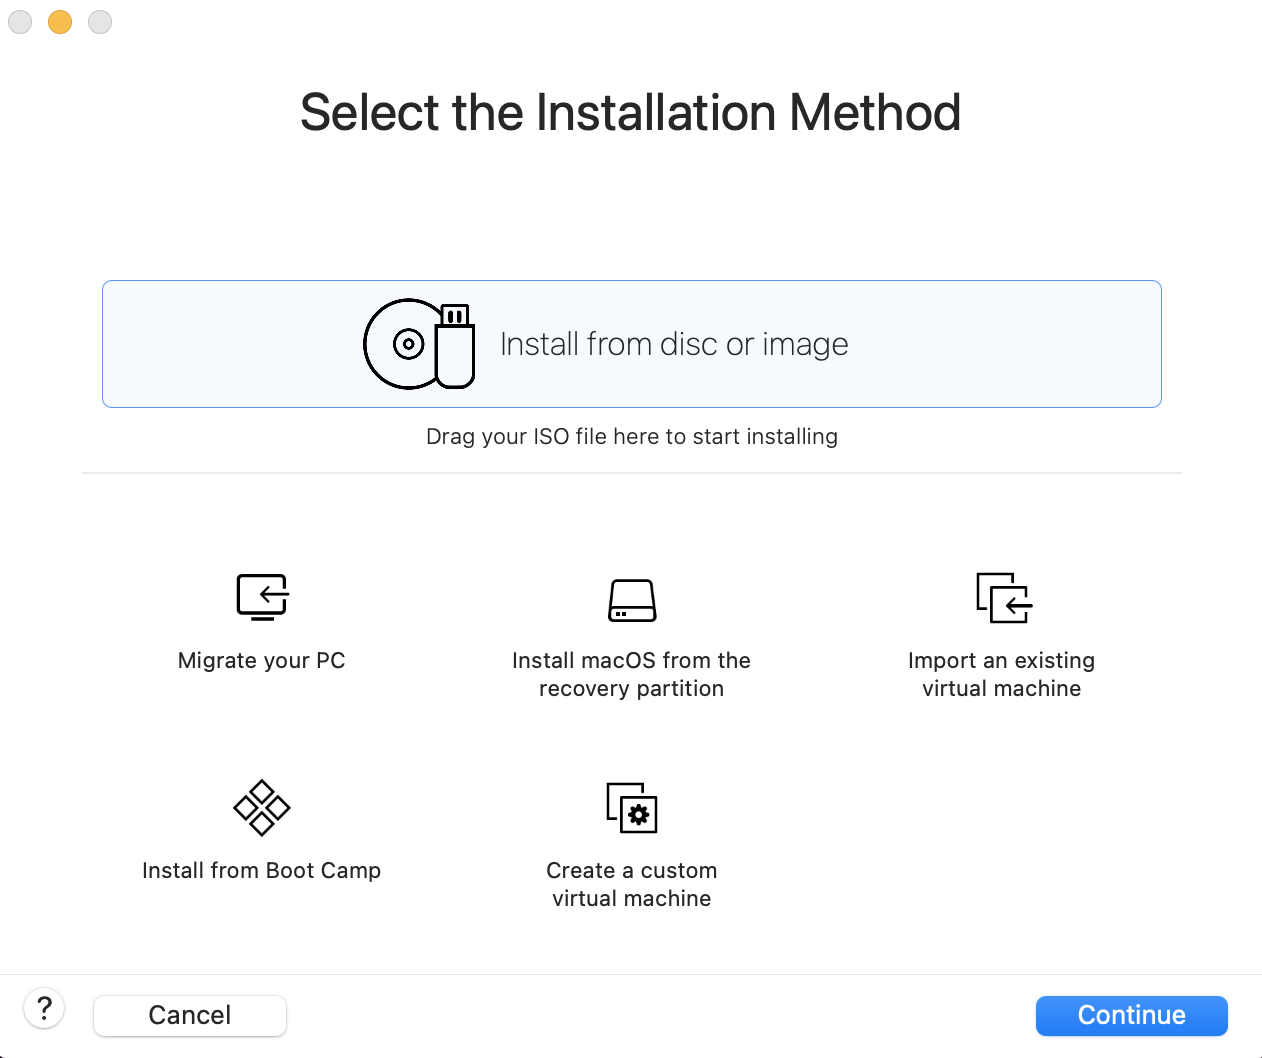 Select the Installation Method
Install from disc or image
Drag your ISO file here to start installing
Migrate your PC
Install macOS from the
recovery partition
Import an existing
virtual machine
Install from Boot Camp
Create a custom
virtual machine
?
Cancel
Continue